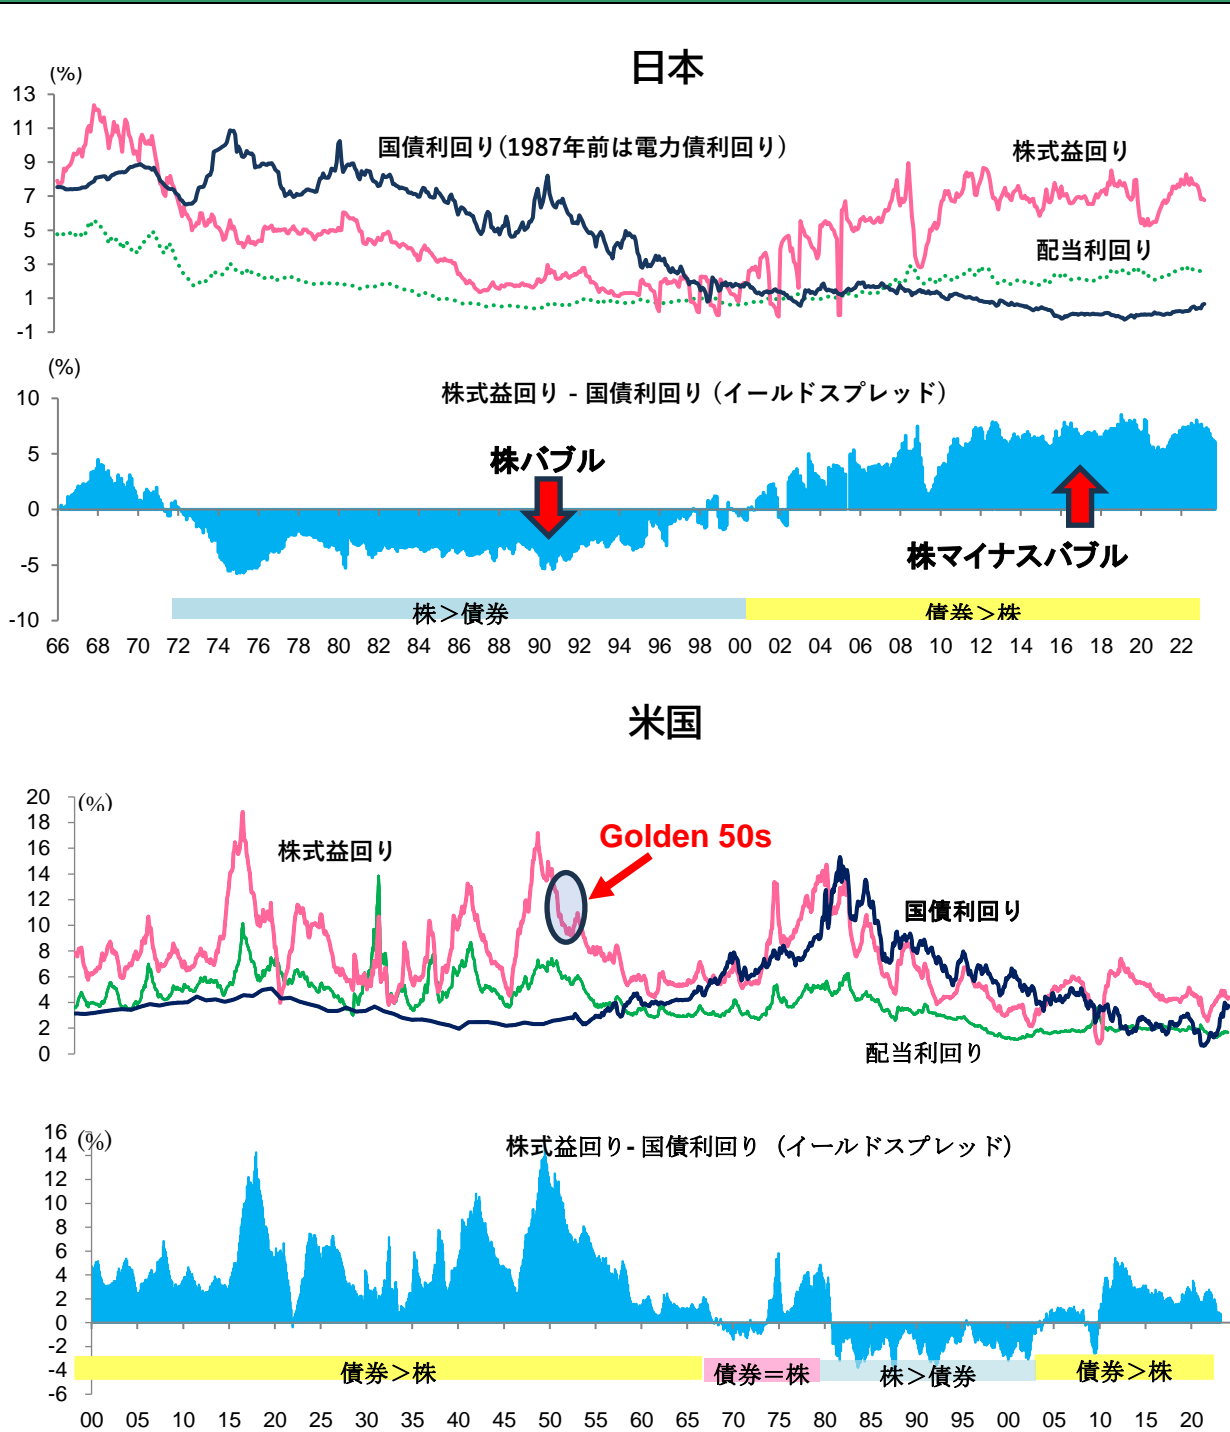 日本
(%)
13
11
9
7
5
3
1
-1
国債利回り(1987年前は電力債利回り)
株式益回り
配当利回り
(%)
株式益回り - 国債利回り (イールドスプレッド)
10
5
0
-5
-10
株バブル
株マイナスバブル
株＞債券
債券＞株
66 68 70 72 74 76 78 80 82 84 86 88 90 92 94 96 98 00 02 04 06 08 10 12 14 16 18 20 22
米国
(%)
20
18
16
14
12
10
8
6
4
2
0
株式益回り
Golden 50s
国債利回り
配当利回り
(%)
株式益回り- 国債利回り （イールドスプレッド）
16
14
12
10
8
6
4
2
0
-2
-4
-6
債券＞株
債券＝株
株＞債券
債券＞株
00 05 10 15 20 25 30 35 40 45 50 55 60 65 70 75 80 85 90 95 00 05 10 15 20